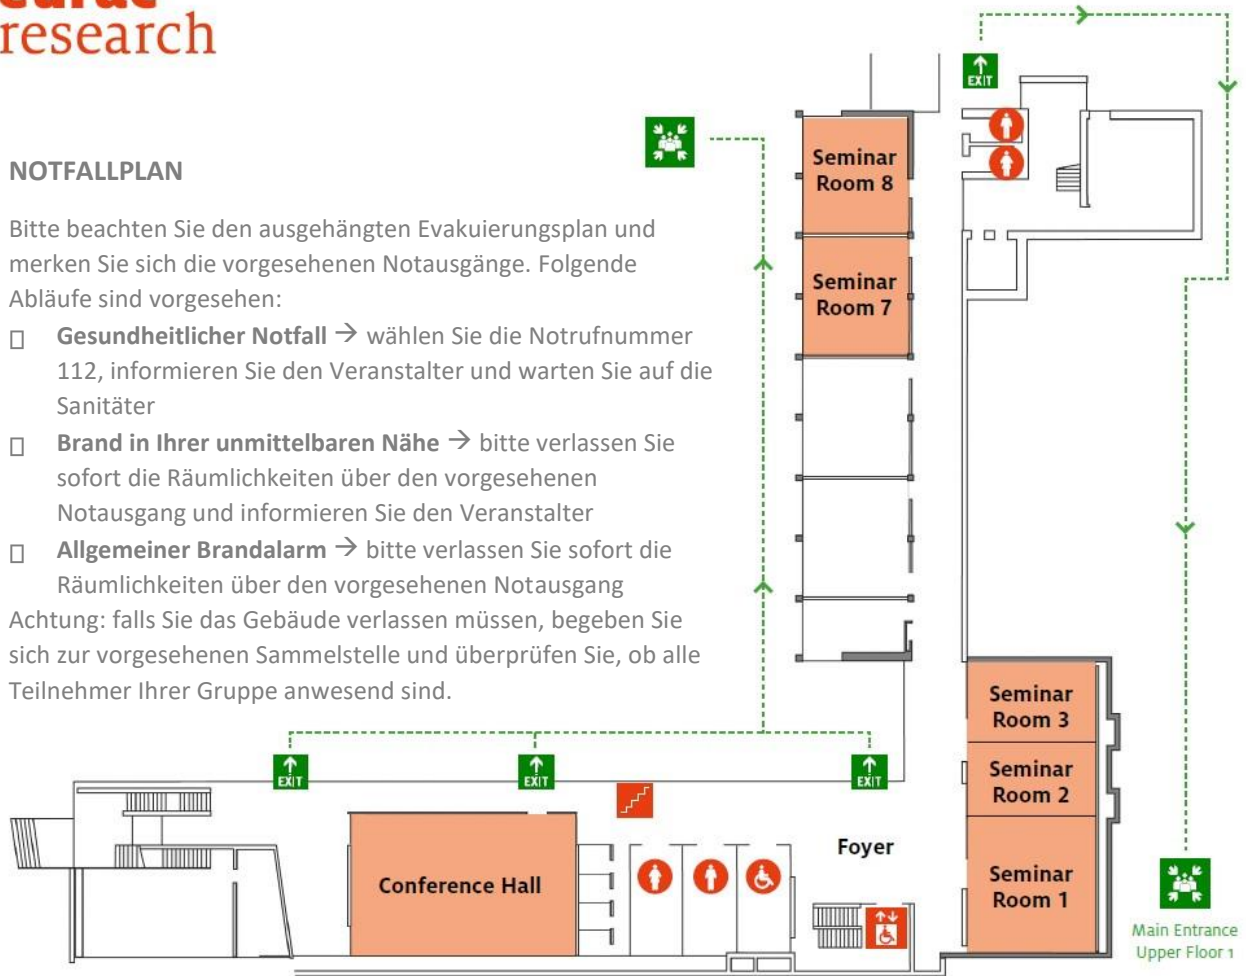 eurac
research
NOTFALLPLAN
Bitte beachten Sie den ausgehängten Evakuierungsplan und
merken Sie sich die vorgesehenen Notausgänge. Folgende
Abläufe sind vorgesehen:
Gesundheitlicher Notfall → wählen Sie die Notrufnummer
112, informieren Sie den Veranstalter und warten Sie auf die
Sanitäter
Brand in Ihrer unmittelbaren Nähe → bitte verlassen Sie
sofort die Räumlichkeiten über den vorgesehenen
Notausgang und informieren Sie den Veranstalter
Allgemeiner Brandalarm → bitte verlassen Sie sofort die
Räumlichkeiten über den vorgesehenen Notausgang
Achtung: falls Sie das Gebäude verlassen müssen, begeben Sie
sich zur vorgesehenen Sammelstelle und überprüfen Sie, ob alle
Teilnehmer Ihrer Gruppe anwesend sind.
EXIT
Seminar
Room 8
Seminar
Room 7
Seminar
Room 3
Seminar
Room 2
Seminar
Room 1
EXIT
EXIT
EXIT
Foyer
Conference Hall
Main Entrance
Upper Floor 1